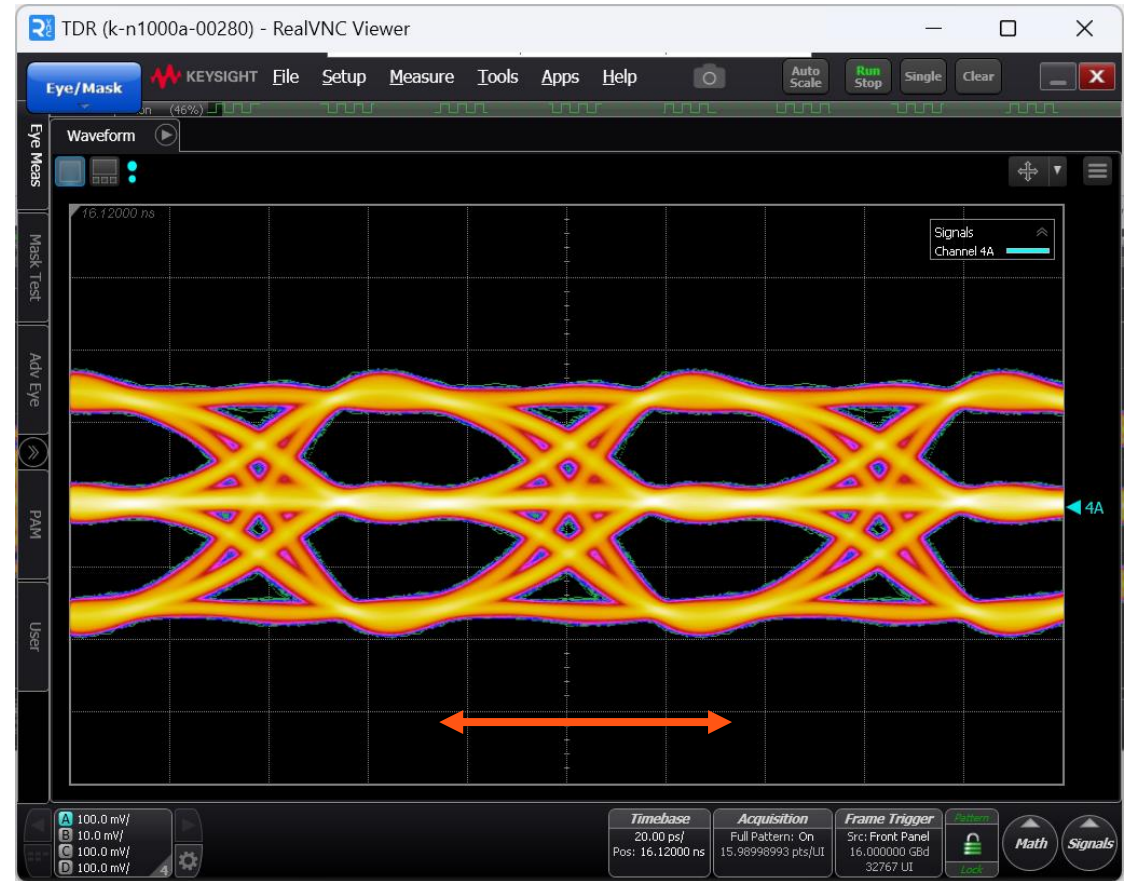 TDR (k-n1000a-00280) - RealVNC Viewer
Eye/Mask
KEYSIGHT File Setup Measure Tools Apps Help Auto Scale Run Stop Single Clear
(46%)
Waveform
Eye Meas
Mask Test
Adv Eye
PAM
User
16.12000 ns
Signals
Channel 4A
4A
A 100.0 mV/
B 10.0 mV/
C 100.0 mV/
D 100.0 mV/
4
Timebase
20.00 ps/
Pos: 16.12000 ns
Acquisition
Full Pattern: On
15.98998993 pts/UI
Frame Trigger
Src: Front Panel
16.000000 GBd
32767 UI
Pattern
Lock
Math
Signals